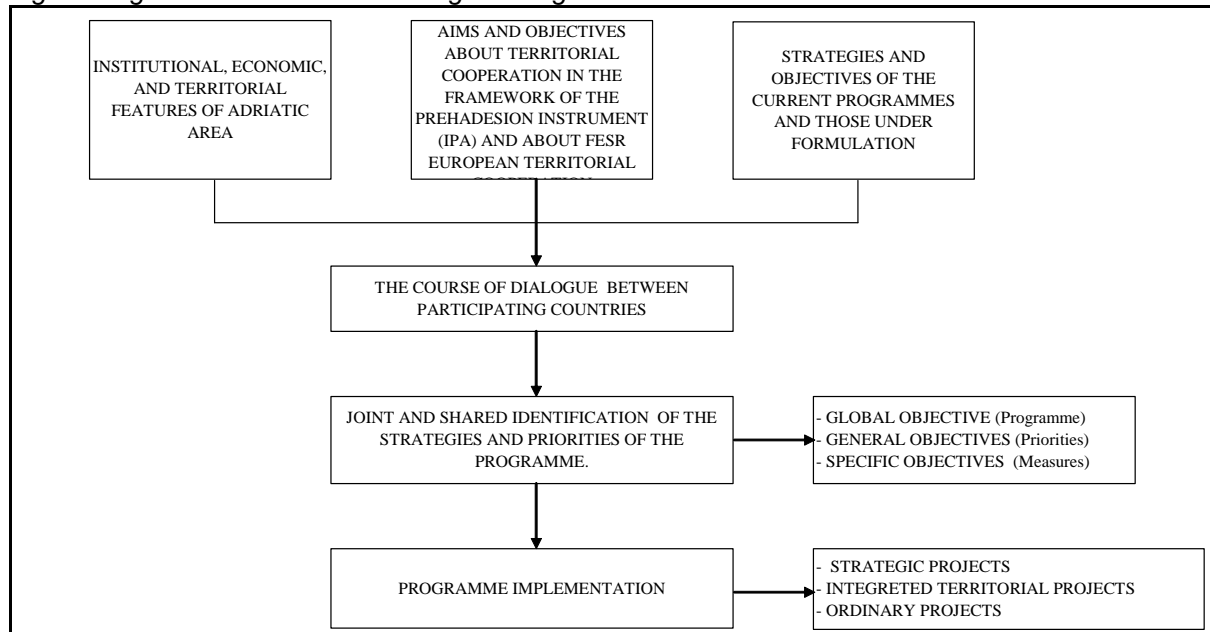 INSTITUTIONAL, ECONOMIC,
AND TERRITORIAL
FEATURES OF ADRIATIC
AREA
AIMS AND OBJECTIVES
ABOUT TERRITORIAL
COOPERATION IN THE
FRAMEWORK OF THE
PREHADESION INSTRUMENT
(IPA) AND ABOUT FESR
EUROPEAN TERRITORIAL
STRATEGIES AND
OBJECTIVES OF THE
CURRENT PROGRAMMES
AND THOSE UNDER
FORMULATION
THE COURSE OF DIALOGUE BETWEEN
PARTICIPATING COUNTRIES
JOINT AND SHARED IDENTIFICATION OF THE
STRATEGIES AND PRIORITIES OF THE
PROGRAMME.
- GLOBAL OBJECTIVE (Programme)
- GENERAL OBJECTIVES (Priorities)
- SPECIFIC OBJECTIVES (Measures)
PROGRAMME IMPLEMENTATION
- STRATEGIC PROJECTS
- INTEGRETED TERRITORIAL PROJECTS
- ORDINARY PROJECTS